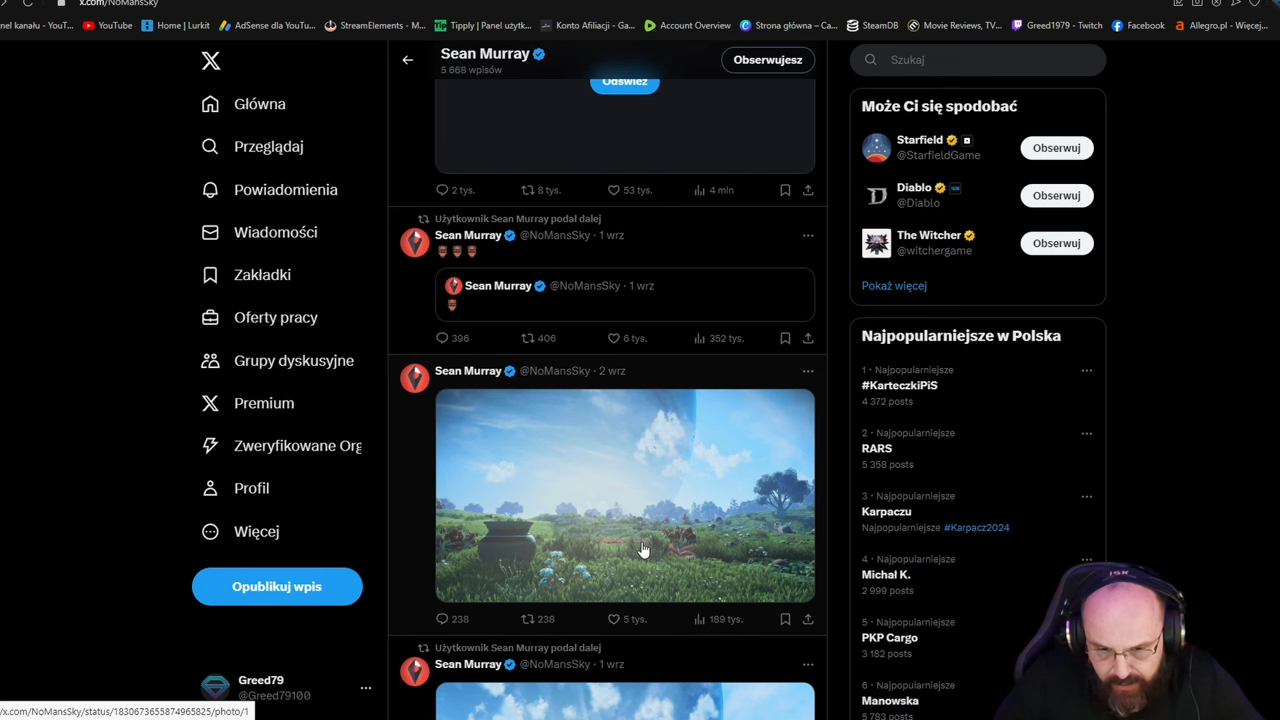 x.com/NoMansSky
nel kanału - YouT...
YouTube
Home | Lurkit
AdSense dla YouTu...
StreamElements - M...
Tipply | Panel użytk...
Konto Afiliacji - Ga...
Account Overview
Strona główna – Ca...
SteamDB
Movie Reviews, TV...
Greed1979 - Twitch
Facebook
Allegro.pl - Więcej...
Główna
Przeglądaj
Powiadomienia
Wiadomości
Zakładki
Oferty pracy
Grupy dyskusyjne
Premium
Zweryfikowane Org
Profil
Więcej
Opublikuj wpis
Greed79
@Greed79100
/x.com/NoMansSky/status/1830673655874965825/photo/1
Sean Murray
5 668 wpisów
Obserwujesz
Odśwież
2 tys. 8 tys. 53 tys. 4 mln
Użytkownik Sean Murray podał dalej
Sean Murray @NoMansSky · 1 wrz
Sean Murray @NoMansSky · 1 wrz
396 406 6 tys. 352 tys.
Sean Murray @NoMansSky · 2 wrz
238 238 5 tys. 189 tys.
Użytkownik Sean Murray podał dalej
Sean Murray @NoMansSky · 1 wrz
Szukaj
Może Ci się spodobać
Starfield
@StarfieldGame
Obserwuj
Diablo
@Diablo
Obserwuj
The Witcher
@witchergame
Obserwuj
Pokaż więcej
Najpopularniejsze w Polska
1 · Najpopularniejsze
#KarteczkiPiS
4 372 posts
2 · Najpopularniejsze
RARS
5 358 posts
3 · Najpopularniejsze
Karpaczu
Najpopularniejsze #Karpacz2024
4 · Najpopularniejsze
Michał K.
2 999 posts
5 · Najpopularniejsze
PKP Cargo
3 182 posts
6 · Najpopularniejsze
Manowska
5 783 posts